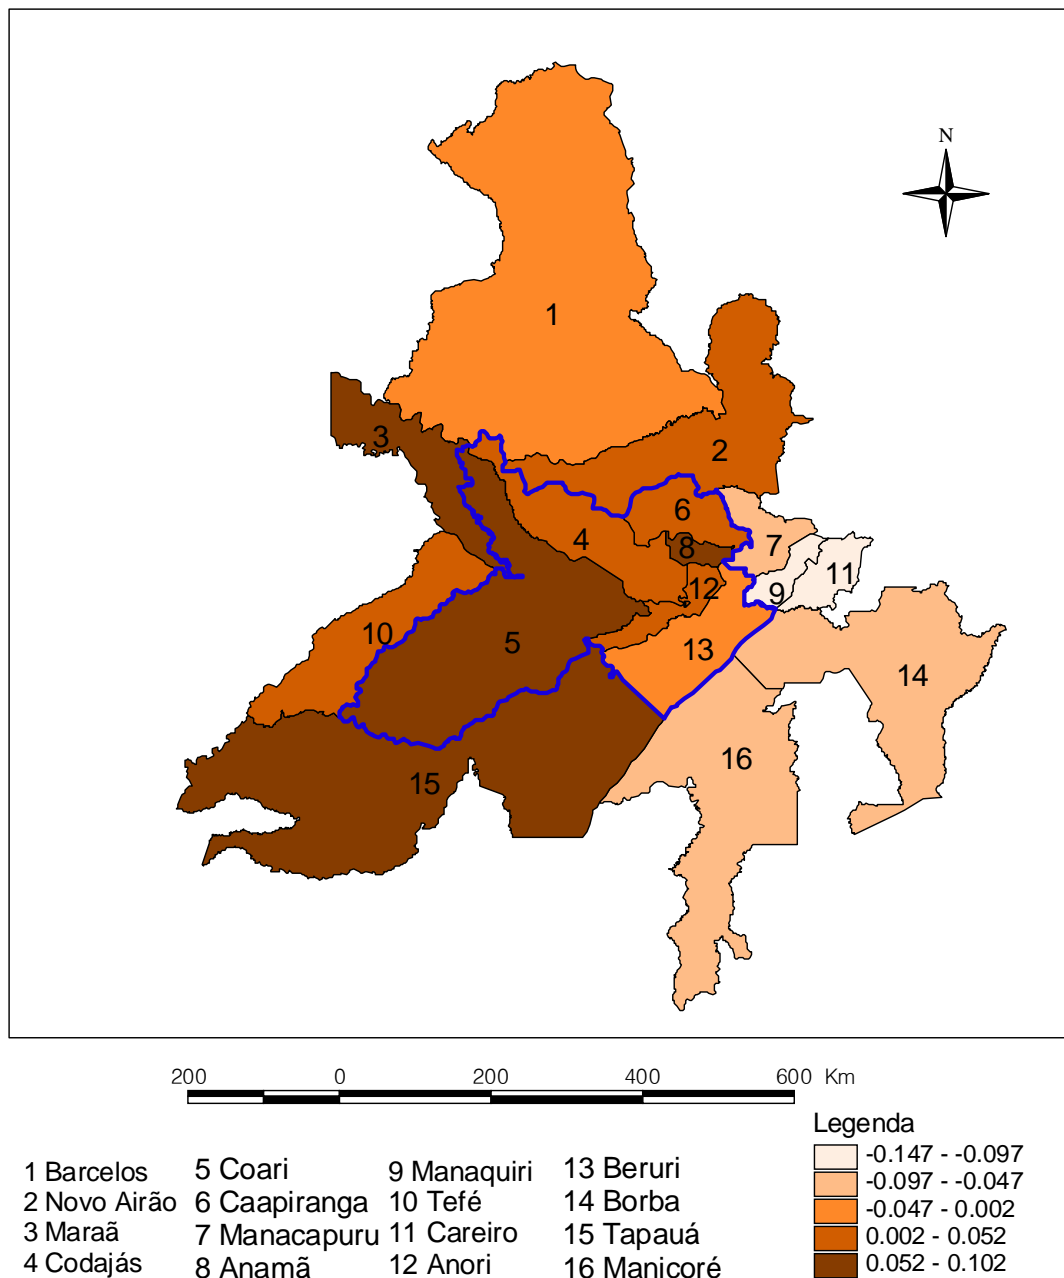 N
1
2
3
6
4
7
8
11
9
12
10
5
13
14
16
15
200 0 200 400 600 Km
Legenda
-0.147 - -0.097
-0.097 - -0.047
-0.047 - 0.002
0.002 - 0.052
0.052 - 0.102
1 Barcelos
2 Novo Airão
3 Maraã
4 Codajás
5 Coari
6 Caapiranga
7 Manacapuru
8 Anamã
9 Manaquiri
10 Tefé
11 Careiro
12 Anori
13 Beruri
14 Borba
15 Tapauá
16 Manicoré